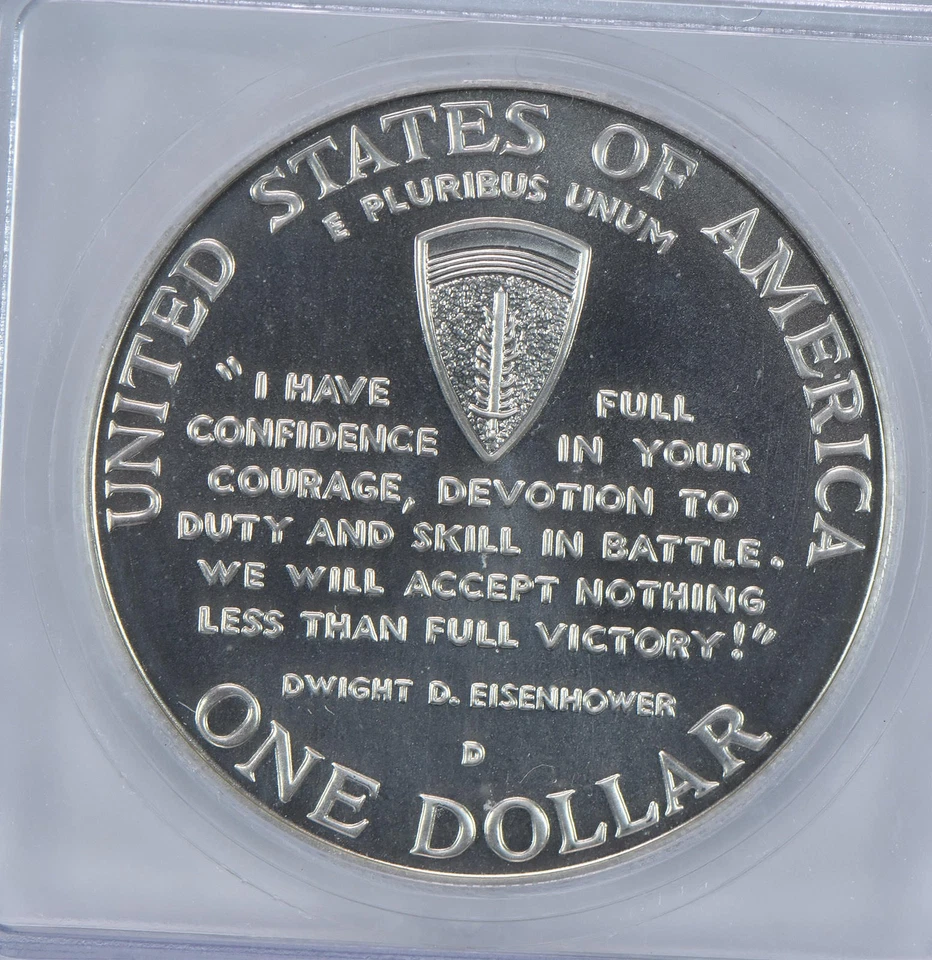 UNITED STATES OF AMERICA
E PLURIBUS UNUM
"I HAVE FULL
CONFIDENCE IN YOUR
COURAGE, DEVOTION TO
DUTY AND SKILL IN BATTLE.
WE WILL ACCEPT NOTHING
LESS THAN FULL VICTORY!"
DWIGHT D. EISENHOWER
D
ONE DOLLAR